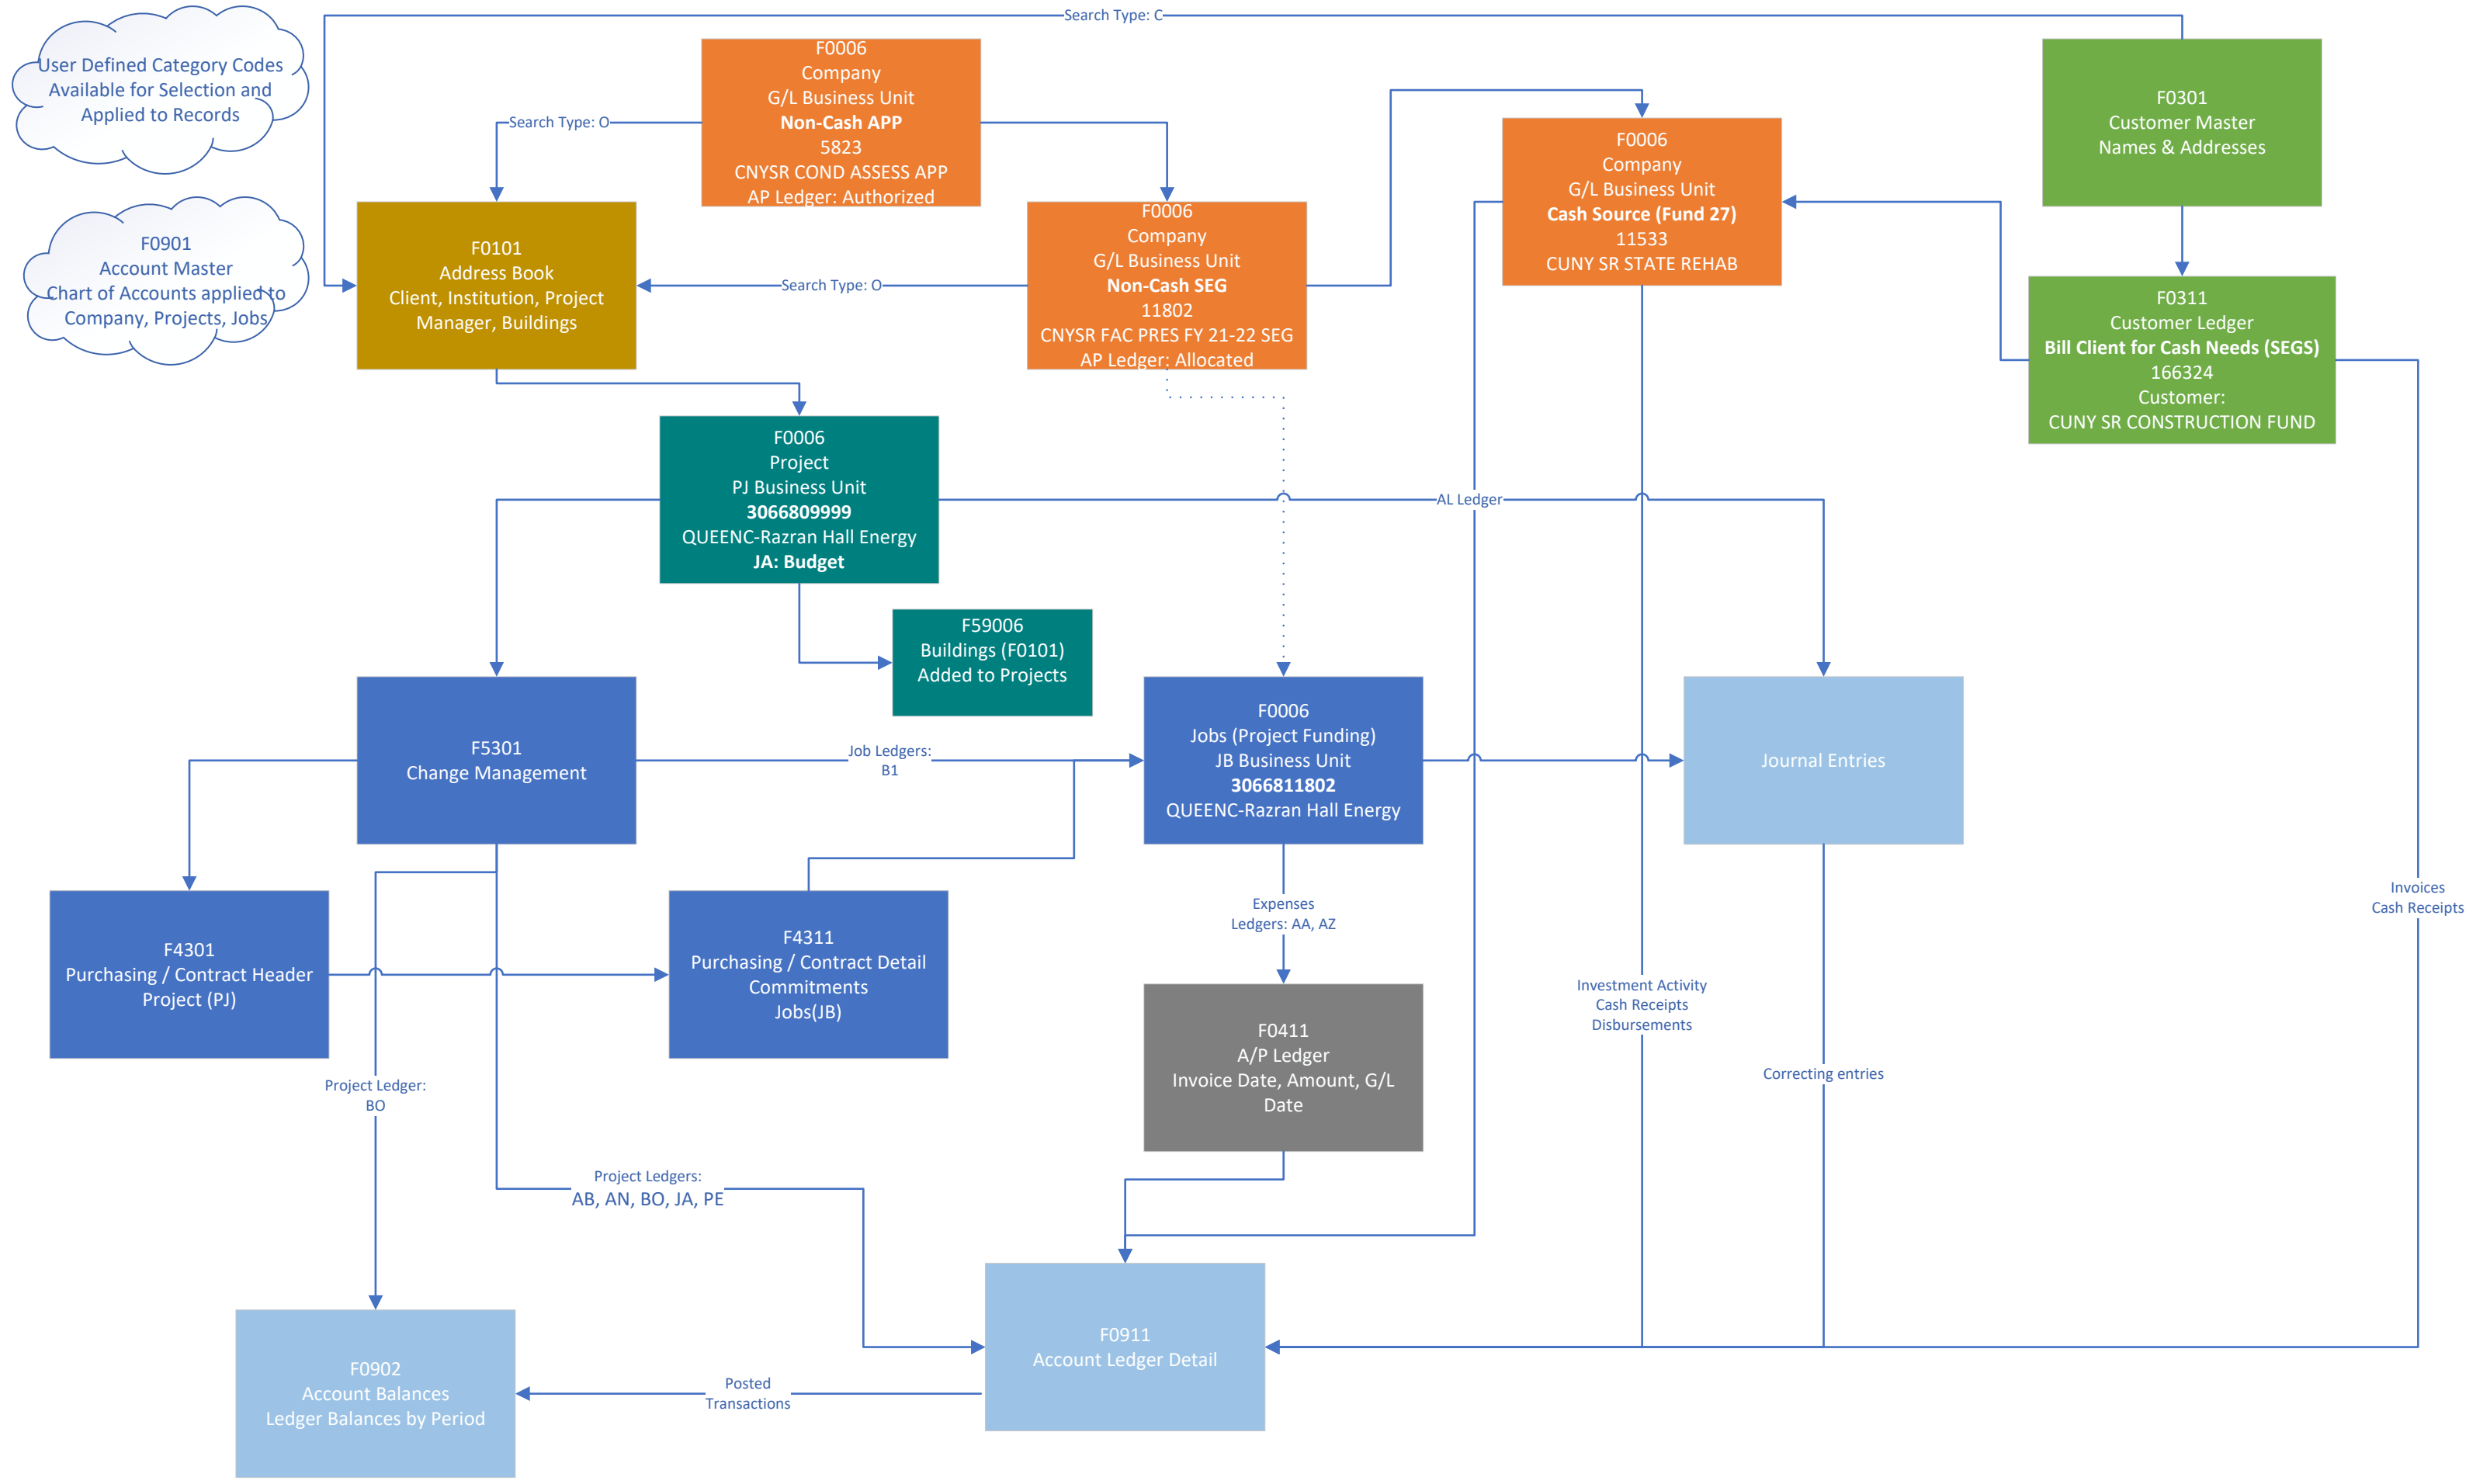 Search Type: C
User Defined Category Codes
Available for Selection and
Applied to Records
F0006
Company
G/L Business Unit
Non-Cash APP
5823
CNYSR COND ASSESS APP
AP Ledger: Authorized
Search Type: O
F0006
Company
G/L Business Unit
Cash Source (Fund 27)
11533
CUNY SR STATE REHAB
F0301
Customer Master
Names & Addresses
F0901
Account Master
Chart of Accounts applied to
Company, Projects, Jobs
F0101
Address Book
Client, Institution, Project
Manager, Buildings
Search Type: O
F0006
Company
G/L Business Unit
Non-Cash SEG
11802
CNYSR FAC PRES FY 21-22 SEG
AP Ledger: Allocated
F0311
Customer Ledger
Bill Client for Cash Needs (SEGS)
166324
Customer:
CUNY SR CONSTRUCTION FUND
F0006
Project
PJ Business Unit
3066809999
QUEENC-Razran Hall Energy
JA: Budget
AL Ledger
F59006
Buildings (F0101)
Added to Projects
F5301
Change Management
Job Ledgers:
B1
F0006
Jobs (Project Funding)
JB Business Unit
3066811802
QUEENC-Razran Hall Energy
Journal Entries
Invoices
Cash Receipts
F4301
Purchasing / Contract Header
Project (PJ)
F4311
Purchasing / Contract Detail
Commitments
Jobs(JB)
Expenses
Ledgers: AA, AZ
F0411
A/P Ledger
Invoice Date, Amount, G/L
Date
Investment Activity
Cash Receipts
Disbursements
Correcting entries
Project Ledger:
BO
Project Ledgers:
AB, AN, BO, JA, PE
F0902
Account Balances
Ledger Balances by Period
Posted
Transactions
F0911
Account Ledger Detail